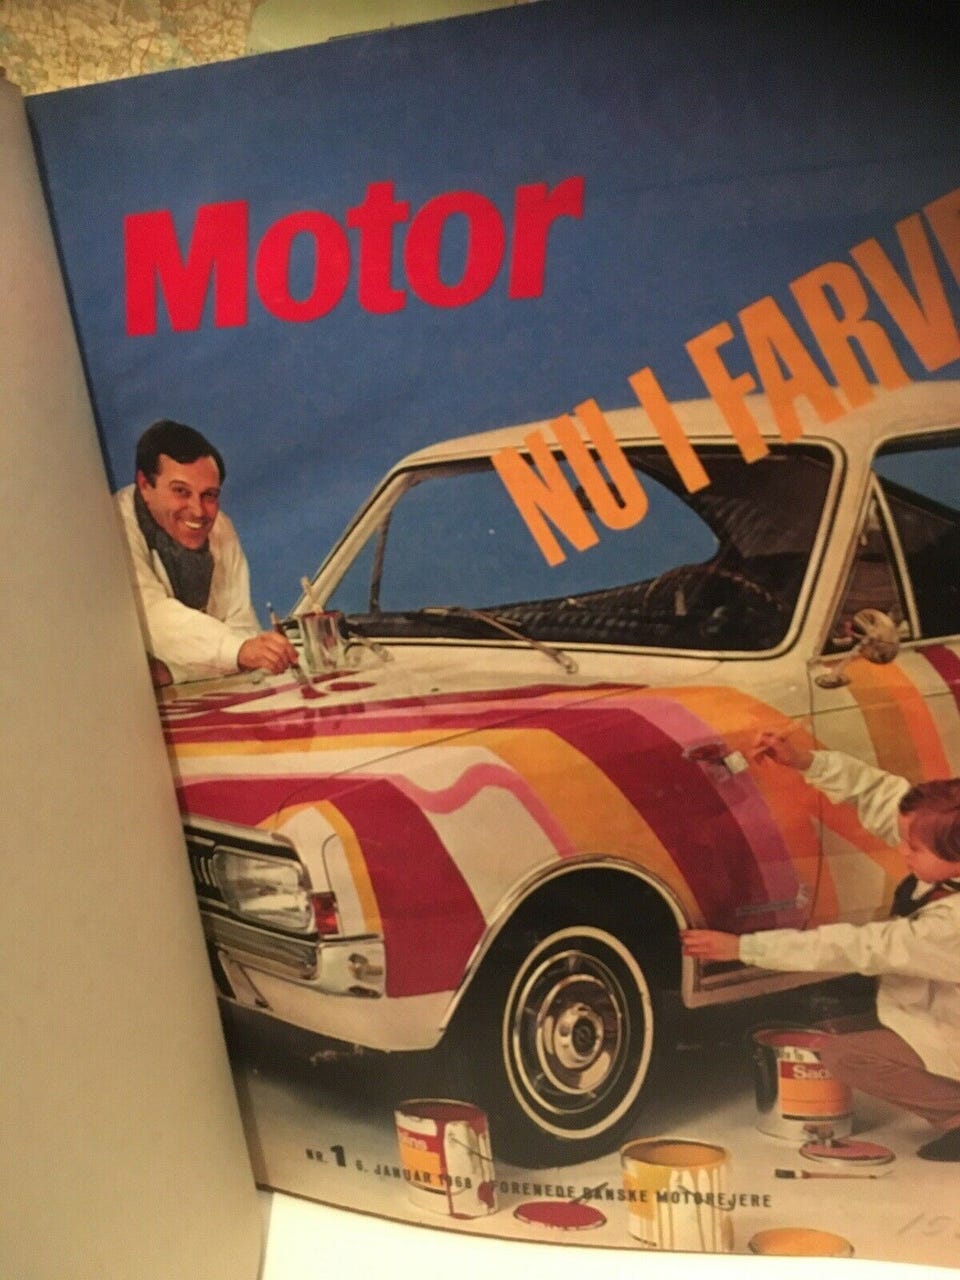 Motor
NU I FARV
NR. 1 6. JANUAR 1968 FORENEDE DANSKE MOTOREJERE